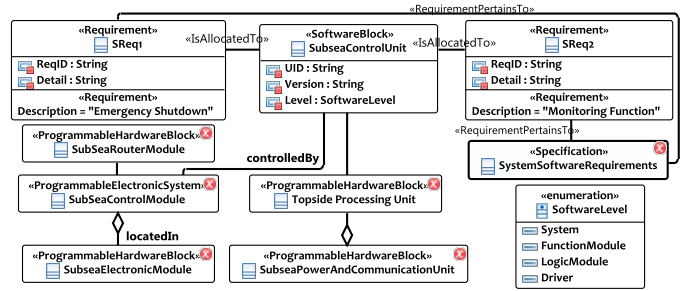 «RequirementPertainsTo»
«Requirement»
SReq1
ReqID : String
Detail : String
«Requirement»
Description = "Emergency Shutdown"
«IsAllocatedTo»
«SoftwareBlock»
SubseaControlUnit
UID : String
Version : String
Level : SoftwareLevel
«IsAllocatedTo»
«Requirement»
SReq2
ReqID : String
Detail : String
«Requirement»
Description = "Monitoring Function"
«RequirementPertainsTo»
«ProgrammableHardwareBlock»
SubSeaRouterModule
controlledBy
«Specification»
SystemSoftwareRequirements
«ProgrammableElectronicSystem»
SubSeaControlModule
«ProgrammableHardwareBlock»
Topside Processing Unit
«enumeration»
SoftwareLevel
System
FunctionModule
LogicModule
Driver
locatedIn
«ProgrammableHardwareBlock»
SubseaElectronicModule
«ProgrammableHardwareBlock»
SubseaPowerAndCommunicationUnit